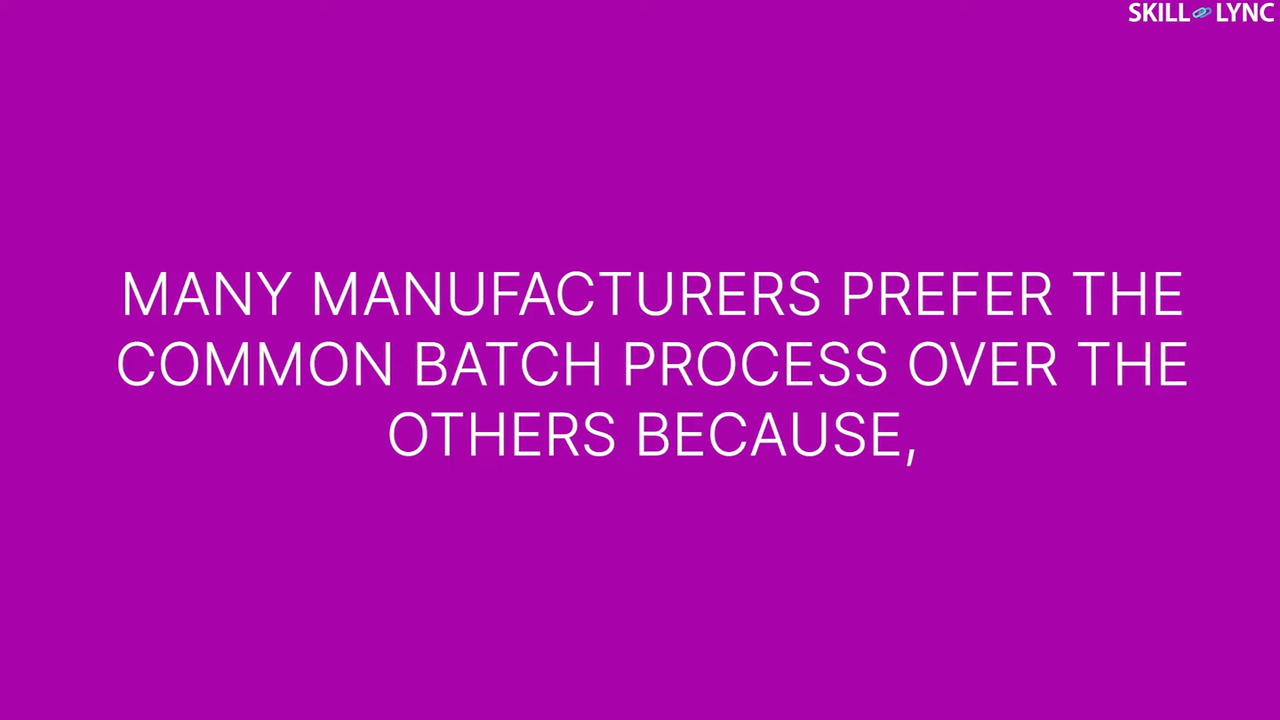 SKILL LYNC
MANY MANUFACTURERS PREFER THE
COMMON BATCH PROCESS OVER THE
OTHERS BECAUSE,